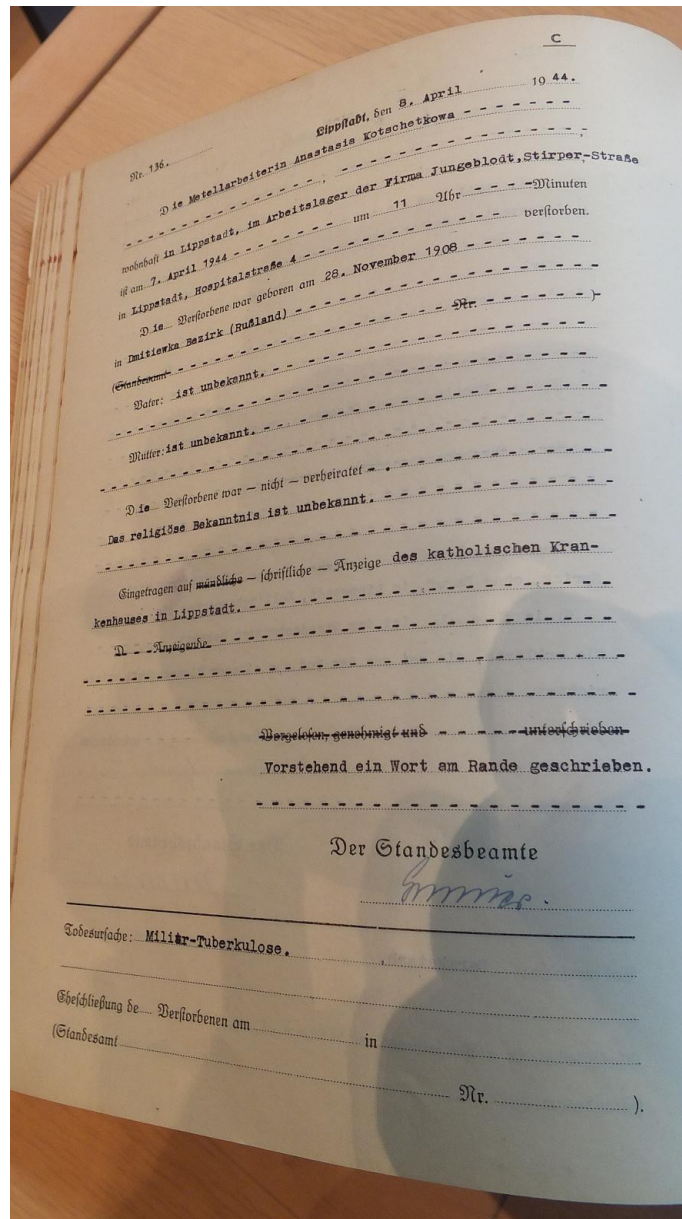 C
Nr. 136.
Lippstadt, den 8. April 1944.
Die Metallarbeiterin Anastasia Kotschetkowa - - - - - -
- - - - - - - - - - - - , - - - - - - - - - - - - - - - ,
wohnhaft in Lippstadt, im Arbeitslager der Firma Jungeblodt,Stirper-Straße
ist am 7. April 1944 - - - - - - - um 11 Uhr - - - -Minuten
in Lippstadt, Hospitalstraße 4 - - - - - - - - - - - - - verstorben.
Die Verstorbene war geboren am 28. November 1908 - - - - - -
in Dmitiewka Bezirk (Rußland) - - - - - - - - - - - - - - - -
(Standesamt - - - - - - - - - - - - - - - - Nr. - - - - - - )-
Vater: ist unbekannt. - - - - - - - - - - - - - - - - - -
- - - - - - - - - - - - - - - - - - - - - - - - - -
Mutter: ist unbekannt. - - - - - - - - - - - - - - - - - -
- - - - - - - - - - - - - - - - - - - - - - - - - -
Die Verstorbene war – nicht – verheiratet - . - - - - - - - - -
Das religiöse Bekanntnis ist unbekannt. - - - - - - - - - - -
- - - - - - - - - - - - - - - - - - - - - - - - - -
Eingetragen auf mündliche – schriftliche – Anzeige des katholischen Kran-
kenhauses in Lippstadt. - - - - - - - - - - - - - - - - - -
D - - Anzeigende - - - - - - - - - - - - - - - - - - - -
- - - - - - - - - - - - - - - - - - - - - - - - - -
- - - - - - - - - - - - - - - - - - - - - - - - - -
Vorgelesen, genehmigt und - - - - - -unterschrieben-
Vorstehend ein Wort am Rande geschrieben.
- - - - - - - - - - - - - - - - - - - -
Der Standesbeamte
Todesursache: Miliar-Tuberkulose.
Eheschließung de Verstorbenen am in
(Standesamt
Nr. ).